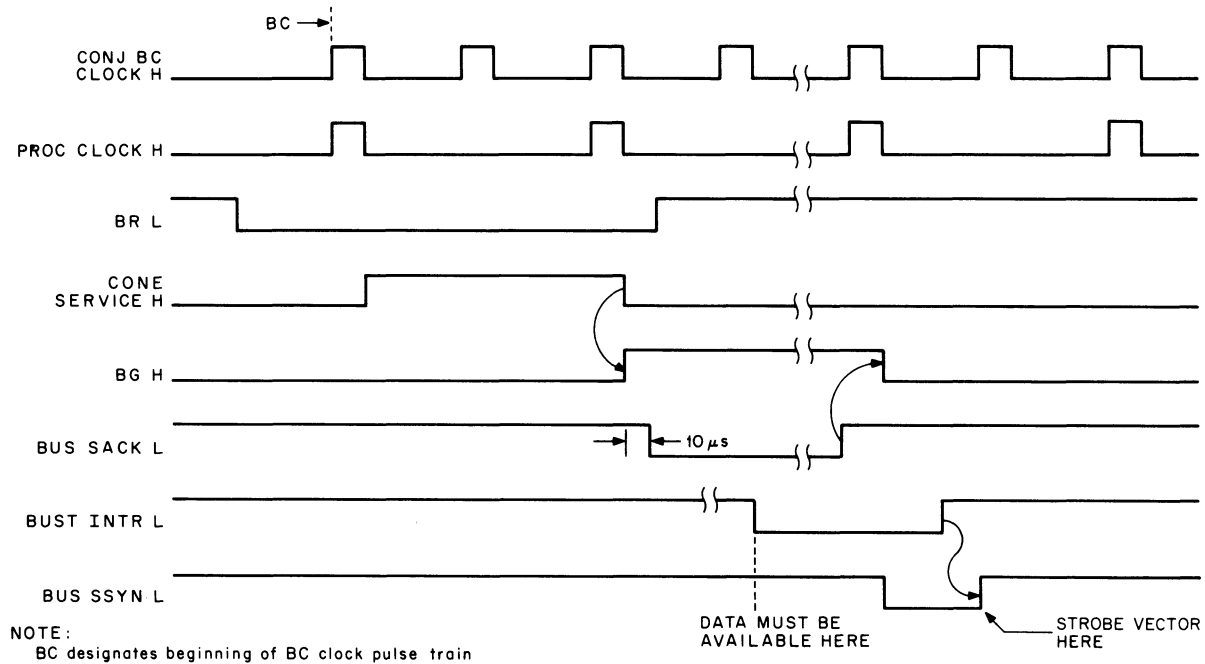 BC
CONJ BC
CLOCK H
PROC CLOCK H
BR L
CONE
SERVICE H
BG H
BUS SACK L
10 μs
BUST INTR L
BUS SSYN L
DATA MUST BE
AVAILABLE HERE
STROBE VECTOR
HERE
NOTE:
BC designates beginning of BC clock pulse train